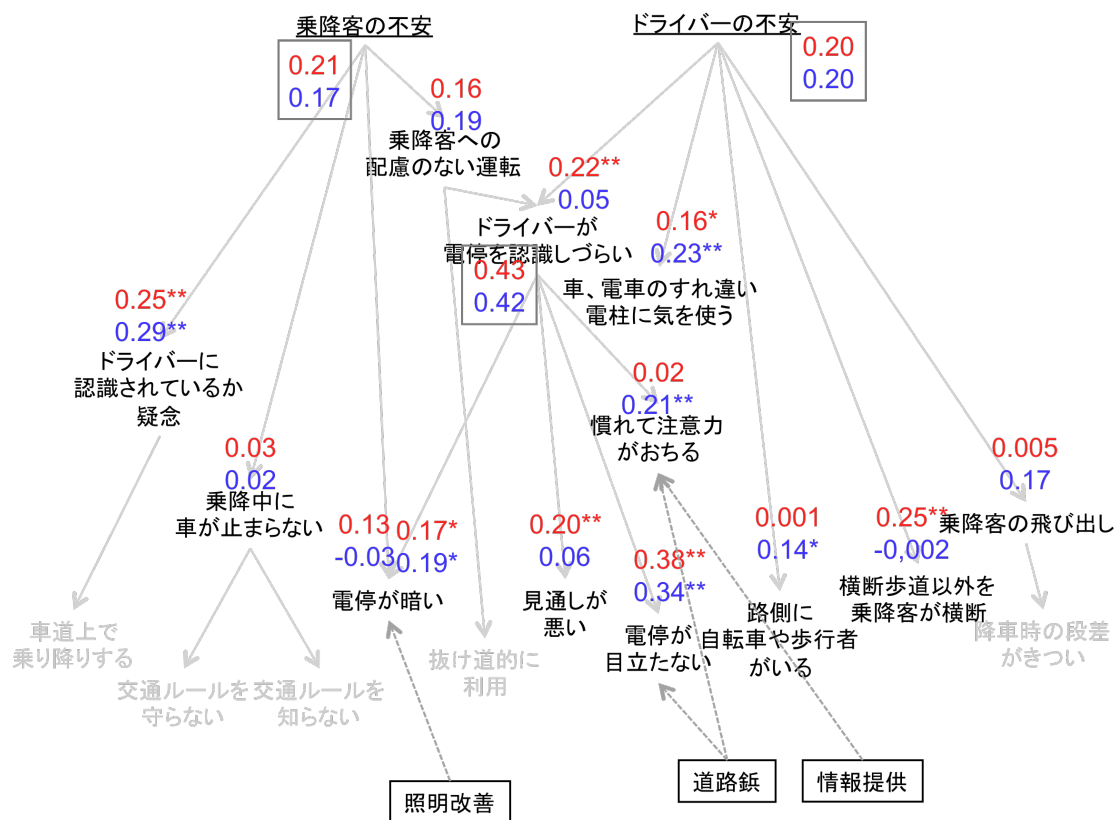 乗降客の不安
0.21
0.17
ドライバーの不安
0.20
0.20
0.16
0.19
乗降客への
配慮のない運転
0.22**
0.05
ドライバーが
電停を認識しづらい
0.43
0.42
0.16*
0.23**
車、電車のすれ違い
電柱に気を使う
0.25**
0.29**
ドライバーに
認識されているか
疑念
0.02
0.21**
慣れて注意力
がおちる
0.03
0.02
乗降中に
車が止まらない
0.13
-0.03
0.17*
0.19*
電停が暗い
0.20**
0.06
見通しが
悪い
0.38**
0.34**
電停が
目立たない
0.001
0.14*
路側に
自転車や歩行者
がいる
0.25**
-0,002
横断歩道以外を
乗降客が横断
0.005
0.17
乗降客の飛び出し
車道上で
乗り降りする
交通ルールを
守らない
交通ルールを
知らない
抜け道的に
利用
降車時の段差
がきつい
照明改善
道路鋲
情報提供